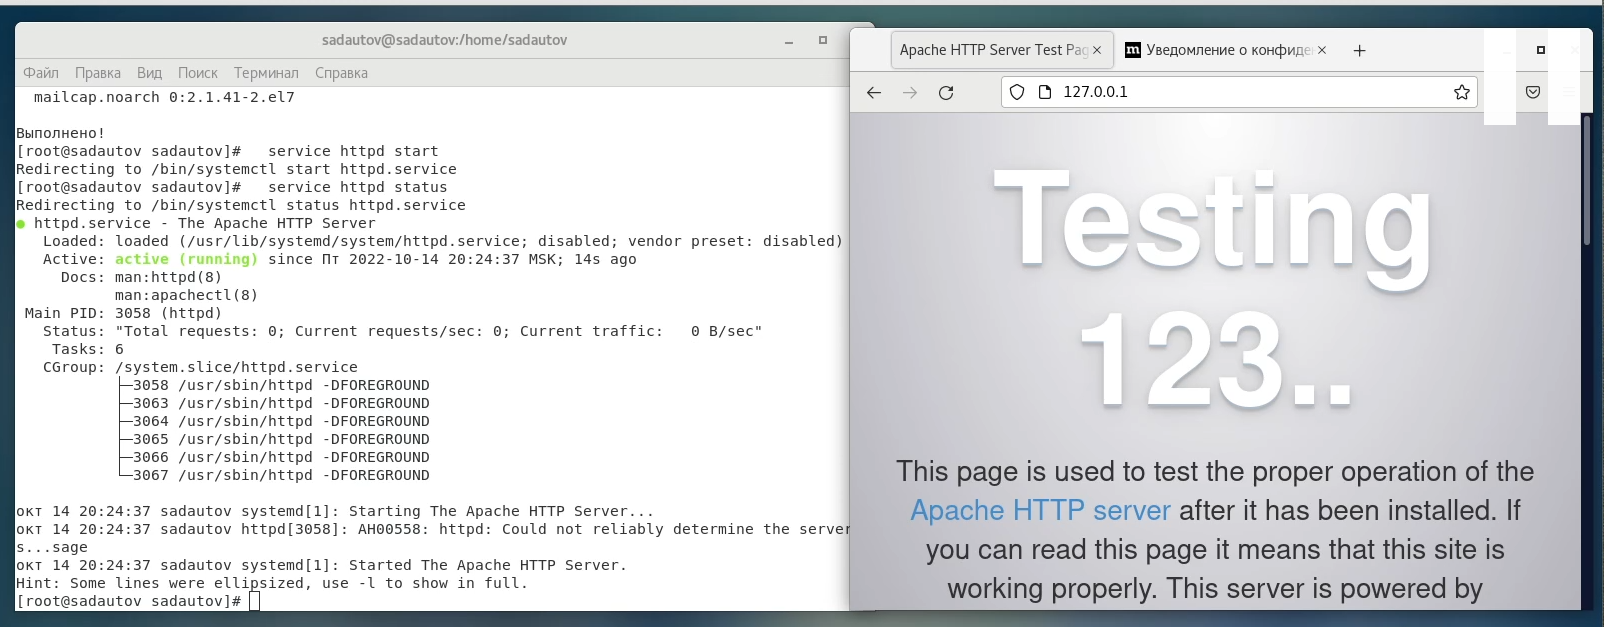 sadautov@sadautov:/home/sadautov
Файл Правка Вид Поиск Терминал Справка
mailcap.noarch 0:2.1.41-2.el7
Выполнено!
[root@sadautov sadautov]#   service httpd start
Redirecting to /bin/systemctl start httpd.service
[root@sadautov sadautov]#   service httpd status
Redirecting to /bin/systemctl status httpd.service
● httpd.service - The Apache HTTP Server
Loaded: loaded (/usr/lib/systemd/system/httpd.service; disabled; vendor preset: disabled)
Active: active (running) since Пт 2022-10-14 20:24:37 MSK; 14s ago
Docs: man:httpd(8)
man:apachectl(8)
Main PID: 3058 (httpd)
Status: "Total requests: 0; Current requests/sec: 0; Current traffic:   0 B/sec"
Tasks: 6
CGroup: /system.slice/httpd.service
├─3058 /usr/sbin/httpd -DFOREGROUND
├─3063 /usr/sbin/httpd -DFOREGROUND
├─3064 /usr/sbin/httpd -DFOREGROUND
├─3065 /usr/sbin/httpd -DFOREGROUND
├─3066 /usr/sbin/httpd -DFOREGROUND
└─3067 /usr/sbin/httpd -DFOREGROUND
окт 14 20:24:37 sadautov systemd[1]: Starting The Apache HTTP Server...
окт 14 20:24:37 sadautov httpd[3058]: AH00558: httpd: Could not reliably determine the server
s...sage
окт 14 20:24:37 sadautov systemd[1]: Started The Apache HTTP Server.
Hint: Some lines were ellipsized, use -l to show in full.
[root@sadautov sadautov]#
Apache HTTP Server Test Pag
m Уведомление о конфиде
127.0.0.1
Testing
123..
This page is used to test the proper operation of the
Apache HTTP server after it has been installed. If
you can read this page it means that this site is
working properly. This server is powered by